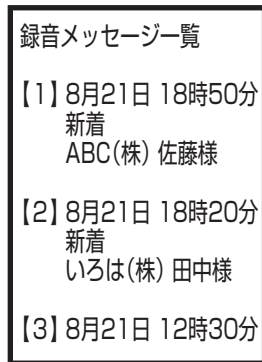 録音メッセージ一覧
【1】8月21日 18時50分
新着
ABC(株) 佐藤様
【2】8月21日 18時20分
新着
いろは(株) 田中様
【3】8月21日 12時30分